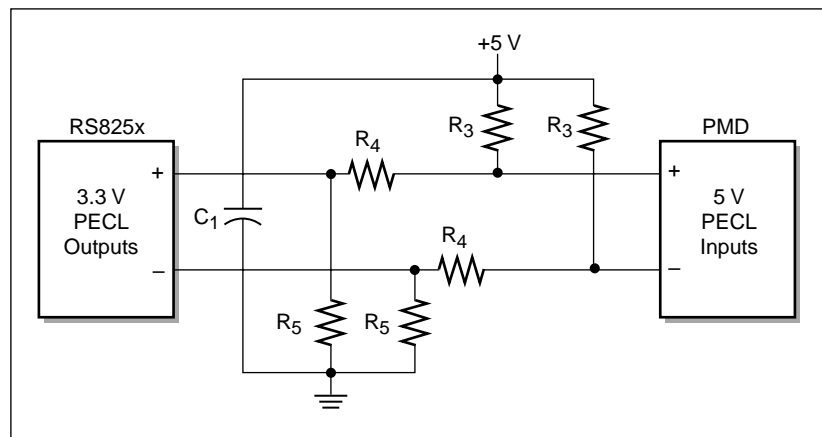 +5 V
RS825x
R3
R3
PMD
R4
+
+
3.3 V
PECL
Outputs
C1
5 V
PECL
Inputs
R4
–
–
R5
R5